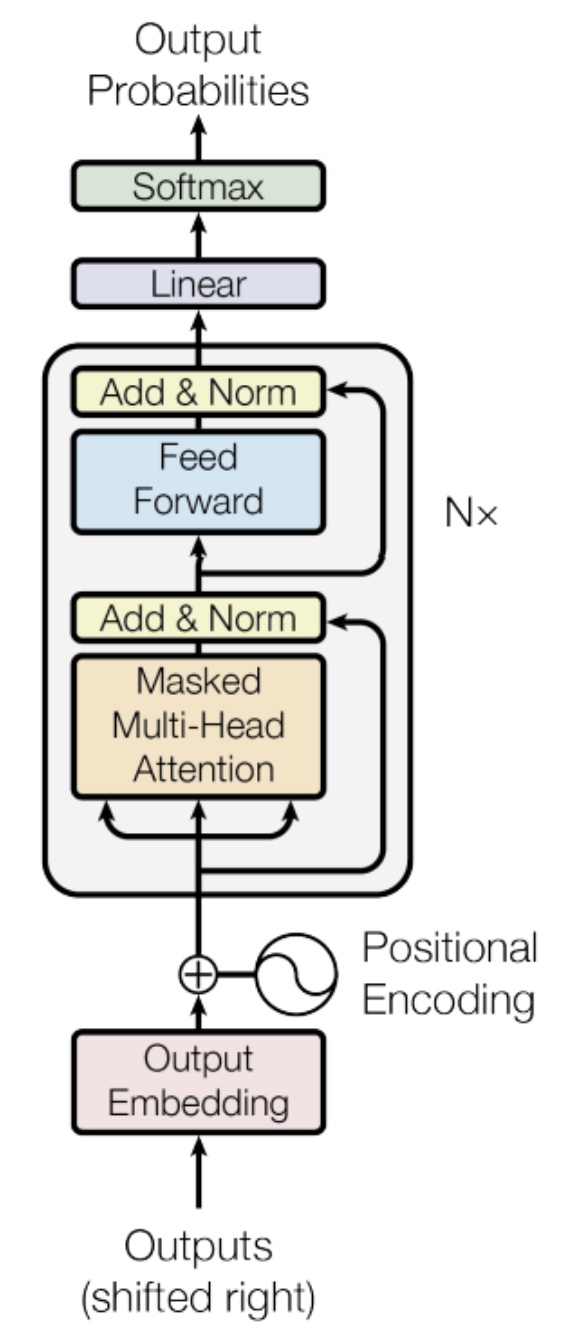 Output
Probabilities
Softmax
Linear
Add & Norm
Feed
Forward
N×
Add & Norm
Masked
Multi-Head
Attention
Positional
Encoding
Output
Embedding
Outputs
(shifted right)